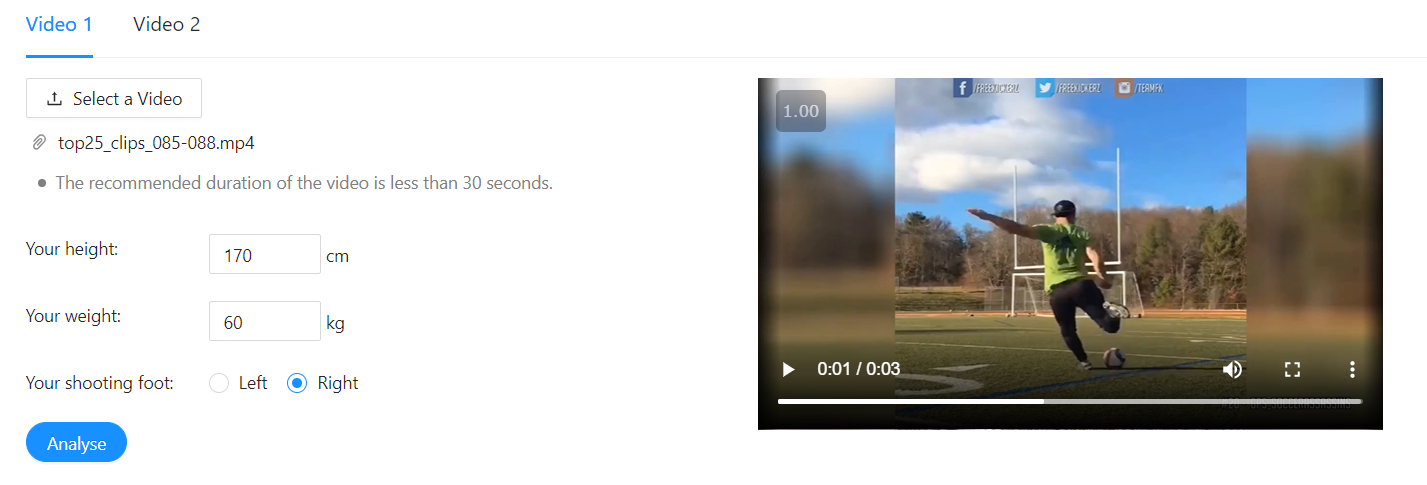 Video 1 Video 2
Select a Video
top25_clips_085-088.mp4
The recommended duration of the video is less than 30 seconds.
Your height: 170 cm
Your weight: 60 kg
Your shooting foot: Left Right
Analyse
/FREEKICKERZ /FREEKICKERZ /TEAMFK
1.00
0:01 / 0:03